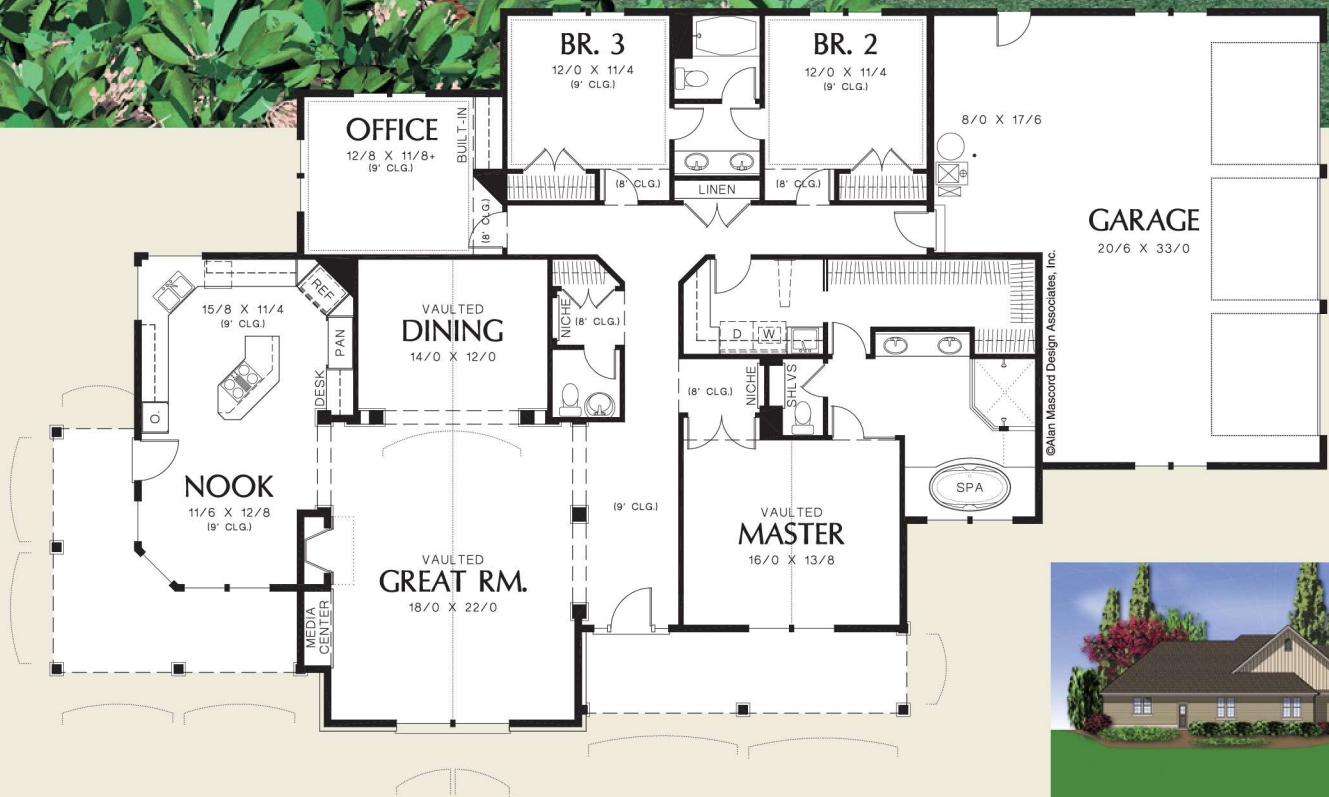 BR. 3
12/0 X 11/4
(9' CLG.)
BR. 2
12/0 X 11/4
(9' CLG.)
OFFICE
12/8 X 11/8+
(9' CLG.)
BUILT-IN
(8' CLG.)
(8' CLG.)
LINEN
(8' CLG.)
8/0 X 17/6
GARAGE
20/6 X 33/0
©Alan Mascord Design Associates, Inc.
15/8 X 11/4
(9' CLG.)
REF
PAN
DESK
VAULTED
DINING
14/0 X 12/0
NICHE
(8' CLG.)
D
W
(8' CLG.)
NICHE
SHLVS
SPA
NOOK
11/6 X 12/8
(9' CLG.)
(9' CLG.)
VAULTED
MASTER
16/0 X 13/8
VAULTED
GREAT RM.
18/0 X 22/0
MEDIA
CENTER